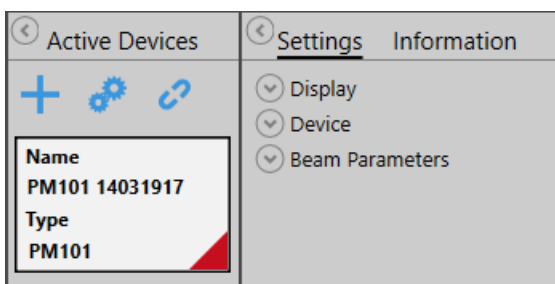 Active Devices
Settings Information
Display
Device
Beam Parameters
Name
PM101 14031917
Type
PM101